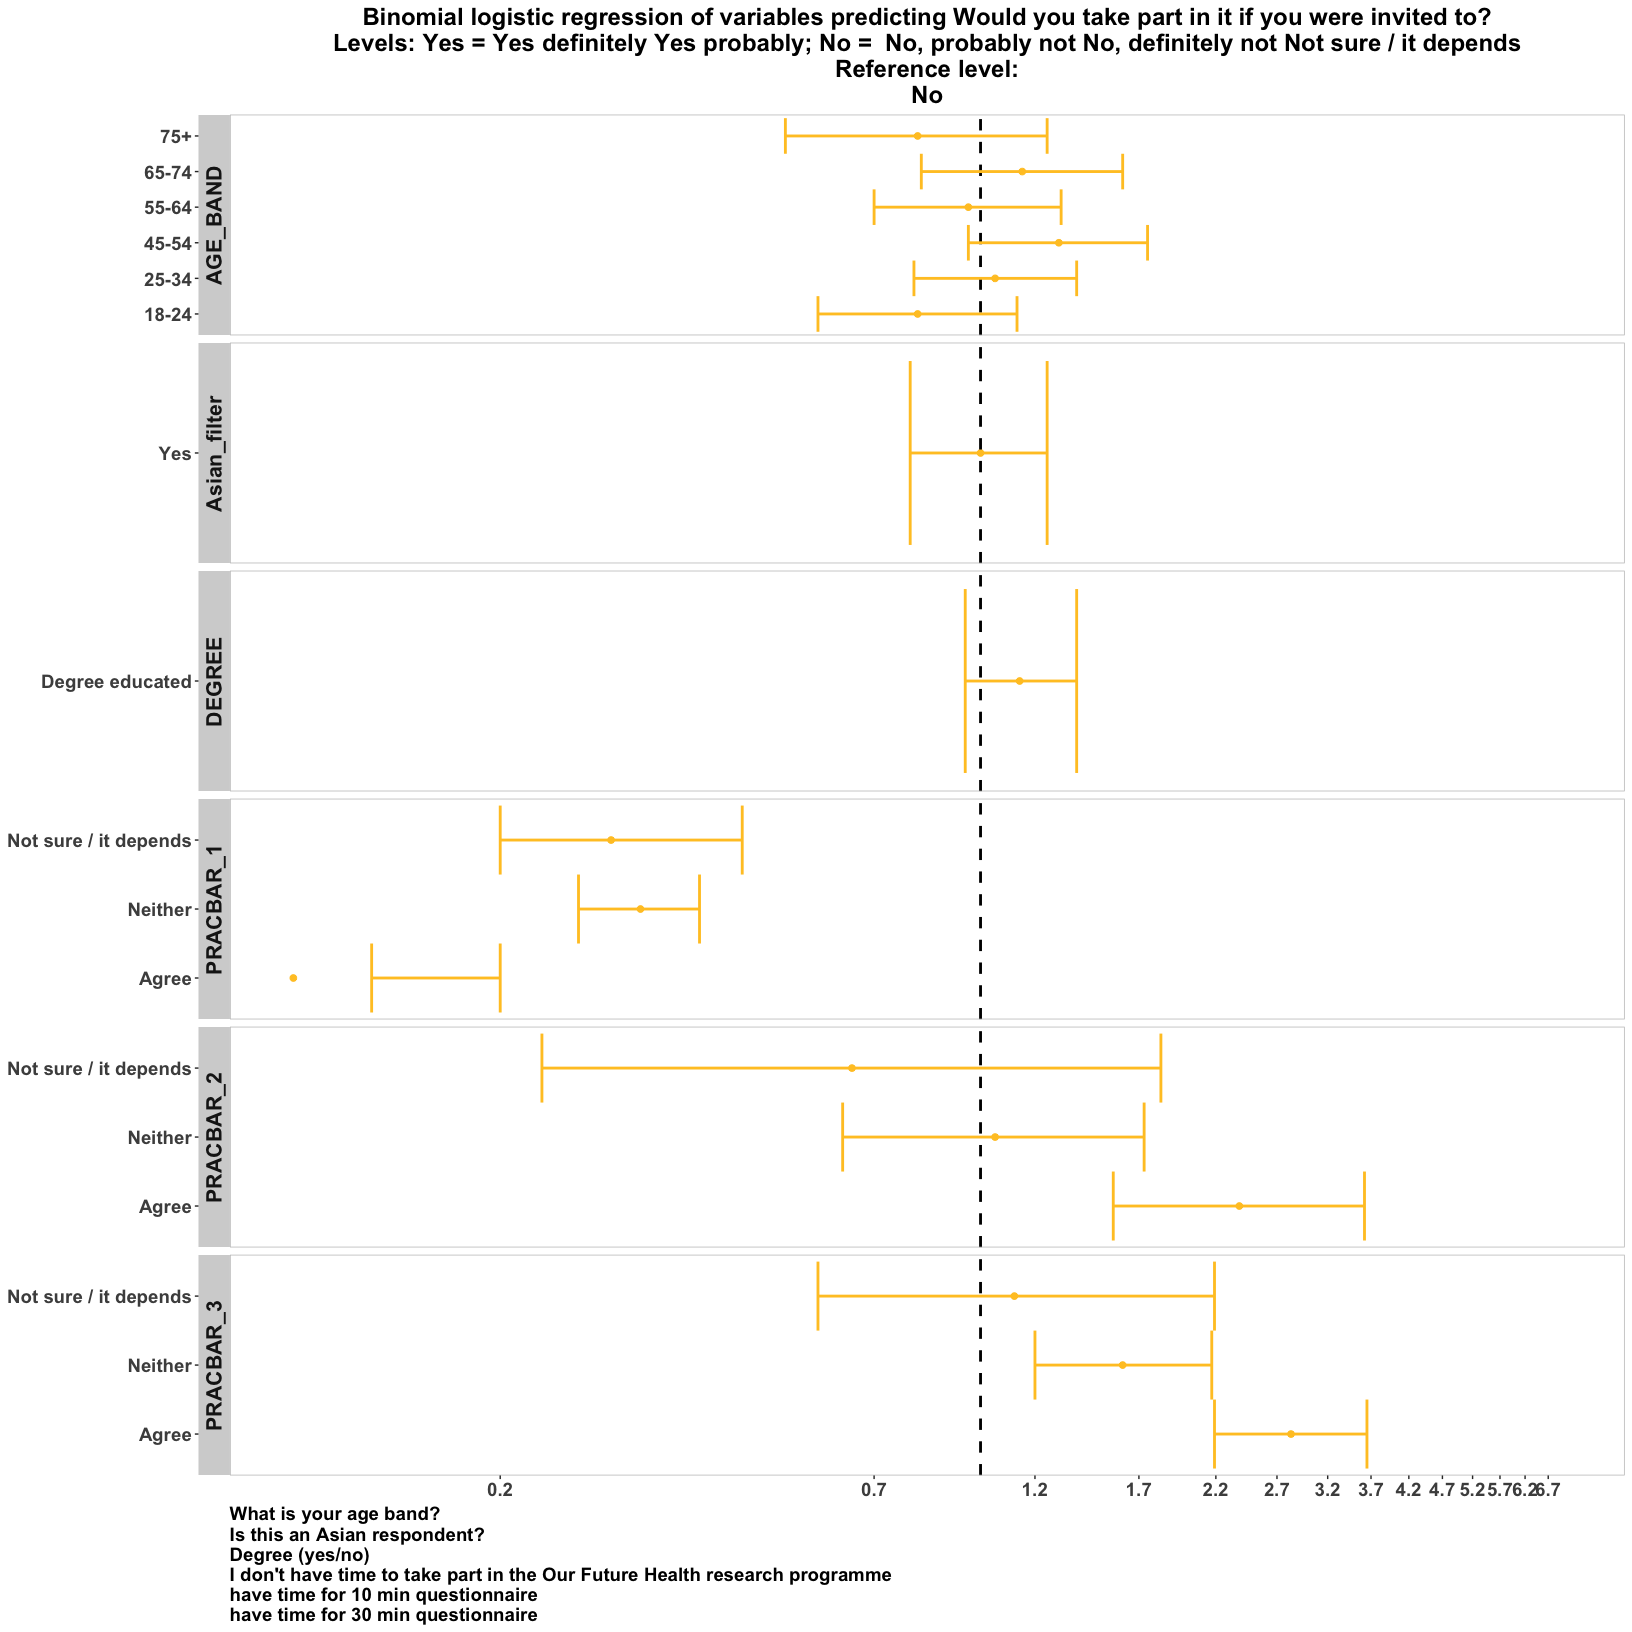 Binomial logistic regression of variables predicting Would you take part in it if you were invited to?
Levels: Yes = Yes definitely Yes probably; No =  No, probably not No, definitely not Not sure / it depends
Reference level:
No
AGE_BAND
75+
65-74
55-64
45-54
25-34
18-24
Asian_filter
Yes
DEGREE
Degree educated
PRACBAR_1
Not sure / it depends
Neither
Agree
PRACBAR_2
Not sure / it depends
Neither
Agree
PRACBAR_3
Not sure / it depends
Neither
Agree
0.2 0.7 1.2 1.7 2.2 2.7 3.2 3.7 4.2 4.7 5.2 5.7 6.2 6.7
What is your age band?
Is this an Asian respondent?
Degree (yes/no)
I don't have time to take part in the Our Future Health research programme
have time for 10 min questionnaire
have time for 30 min questionnaire